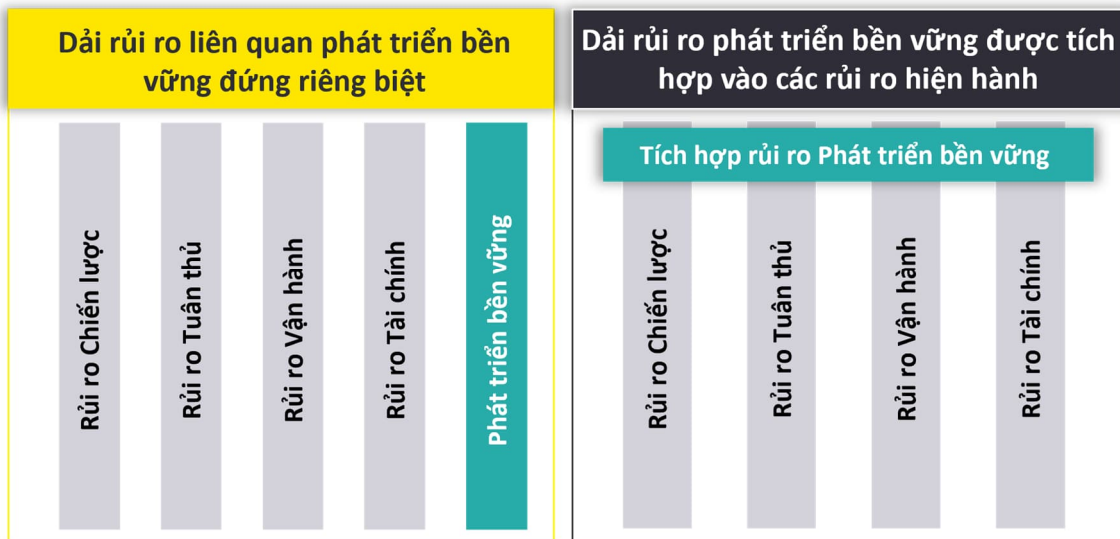 Dải rủi ro liên quan phát triển bền
vững đứng riêng biệt
Rủi ro Chiến lược
Rủi ro Tuân thủ
Rủi ro Vận hành
Rủi ro Tài chính
Phát triển bền vững
Dải rủi ro phát triển bền vững được tích
hợp vào các rủi ro hiện hành
Tích hợp rủi ro Phát triển bền vững
Rủi ro Chiến lược
Rủi ro Tuân thủ
Rủi ro Vận hành
Rủi ro Tài chính